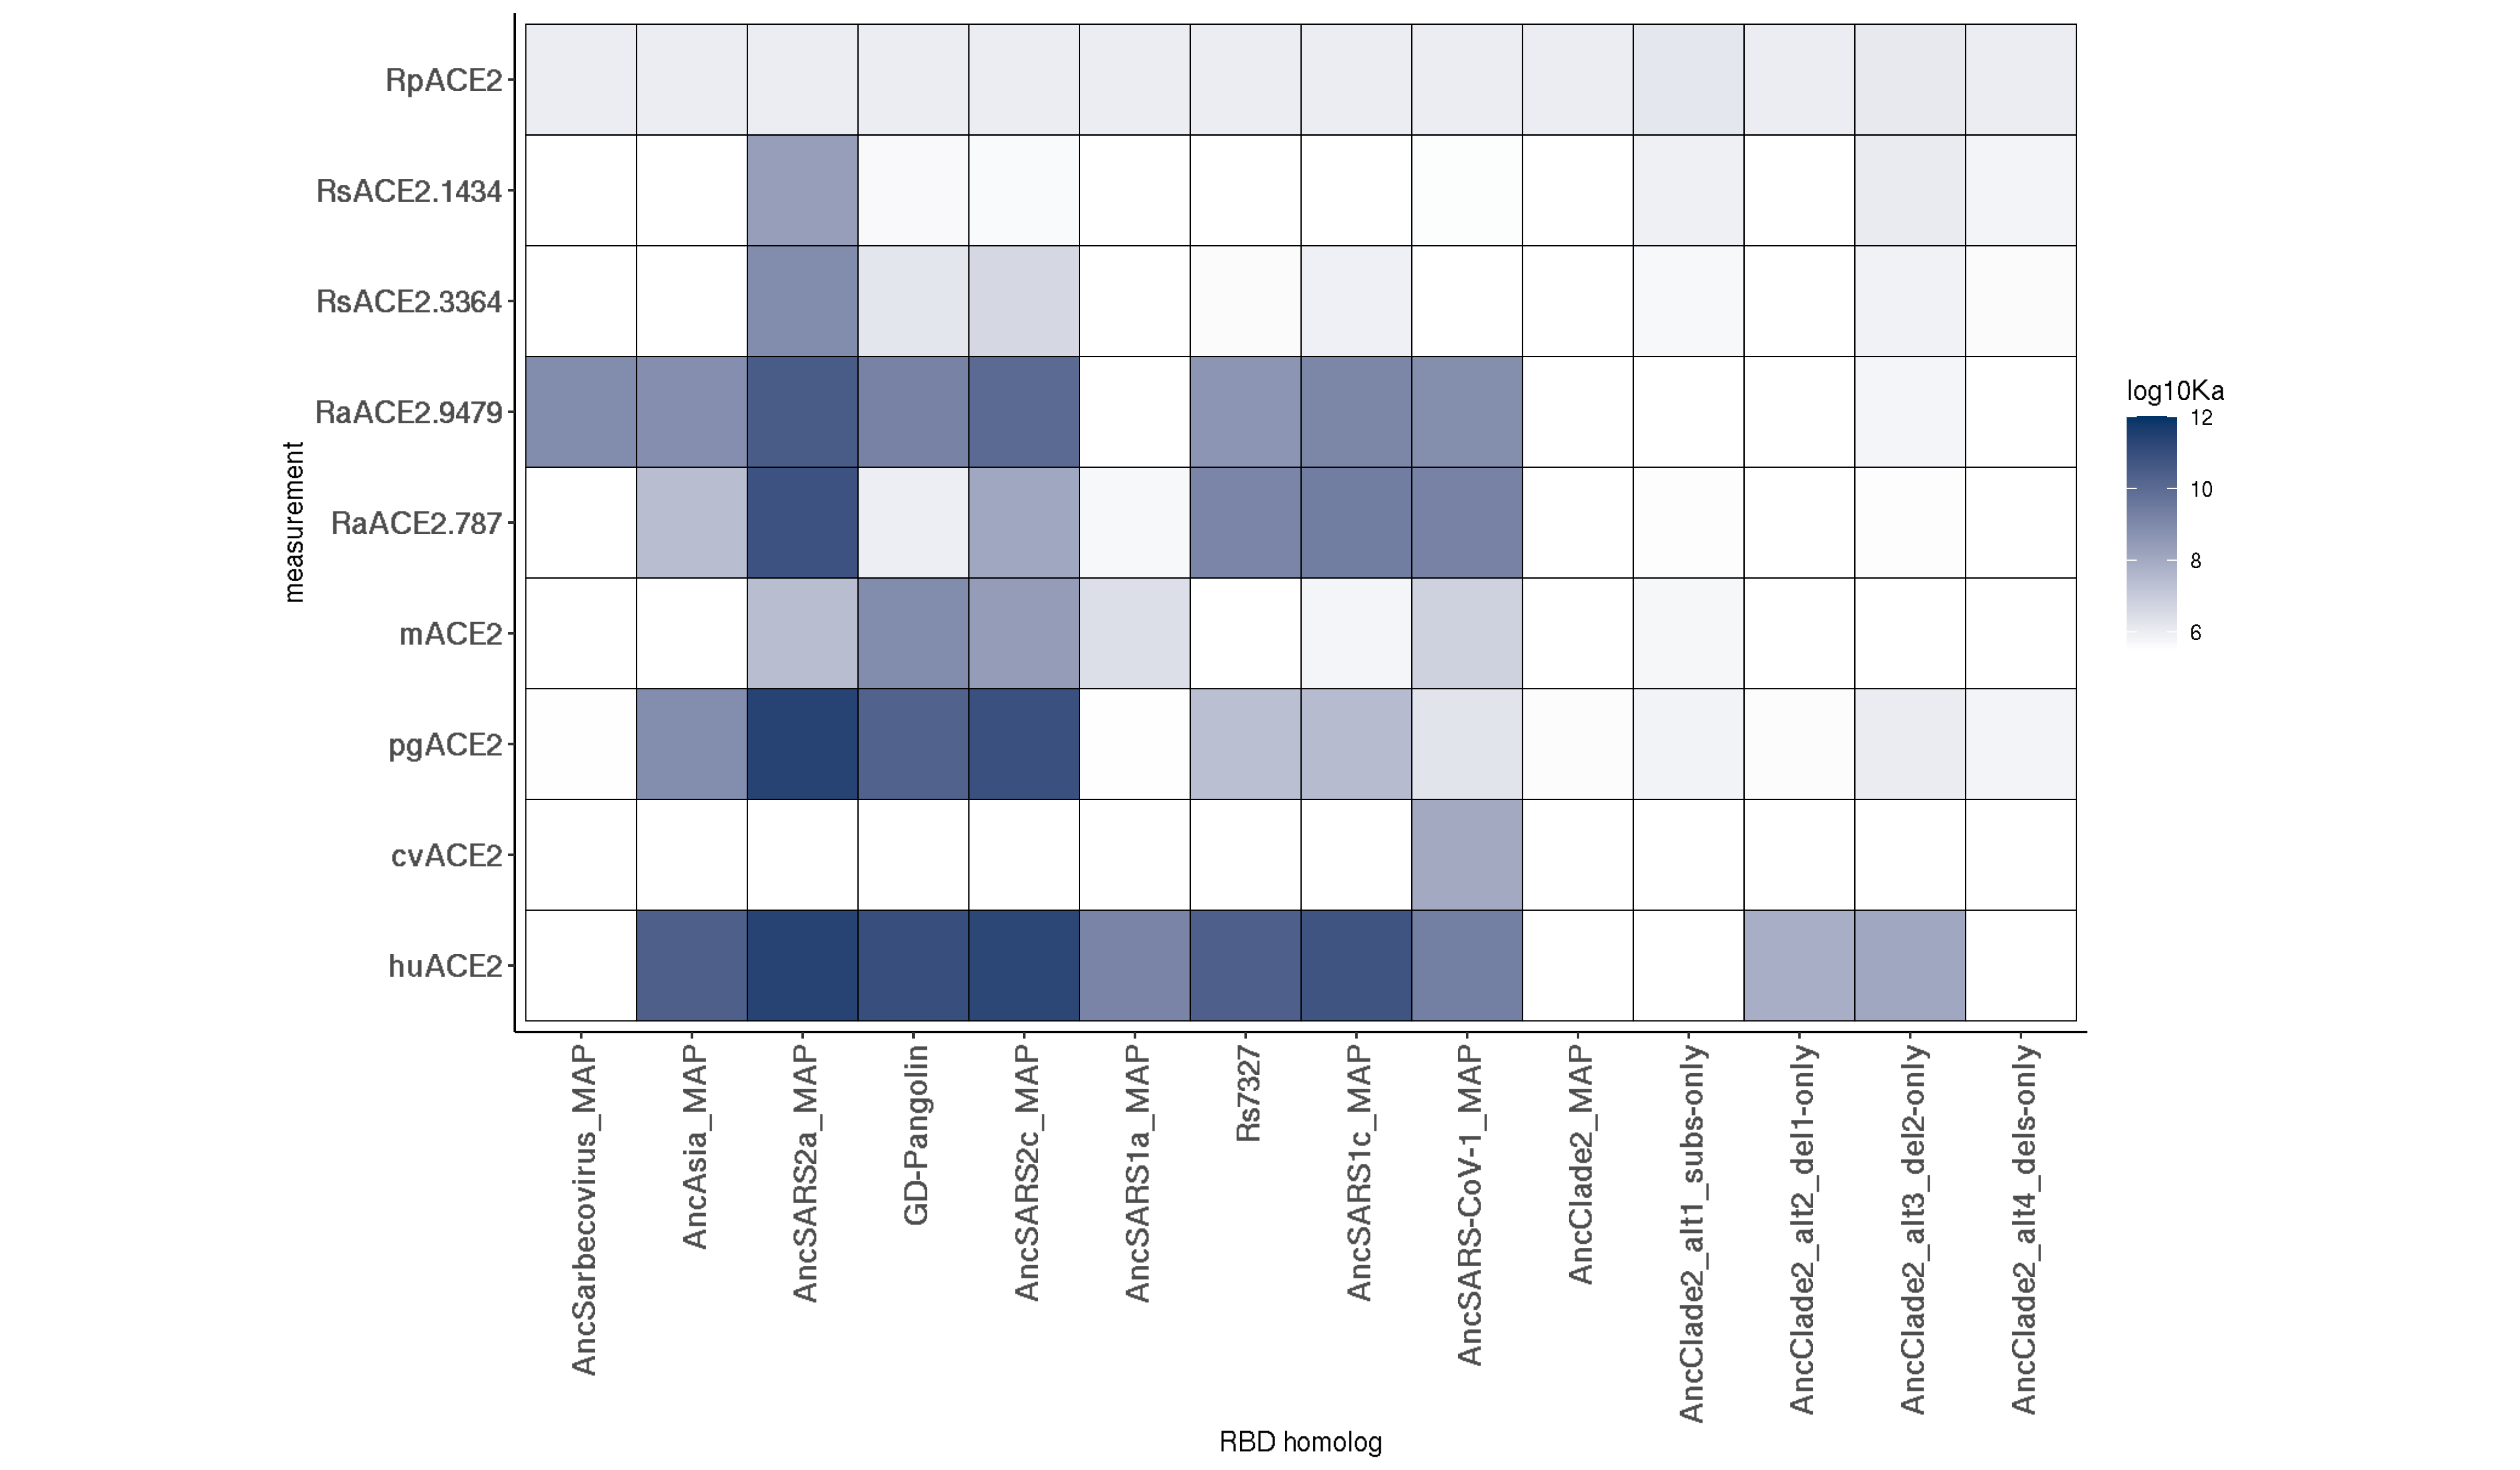 RpACE2
RsACE2.1434
RsACE2.3364
RaACE2.9479
RaACE2.787
mACE2
pgACE2
cvACE2
huACE2
measurement
AncSarbecovirus_MAP
AncAsia_MAP
AncSARS2a_MAP
GD-Pangolin
AncSARS2c_MAP
AncSARS1a_MAP
Rs7327
AncSARS1c_MAP
AncSARS-CoV-1_MAP
AncClade2_MAP
AncClade2_alt1_subs-only
AncClade2_alt2_del1-only
AncClade2_alt3_del2-only
AncClade2_alt4_dels-only
RBD homolog
log10Ka
12
10
8
6